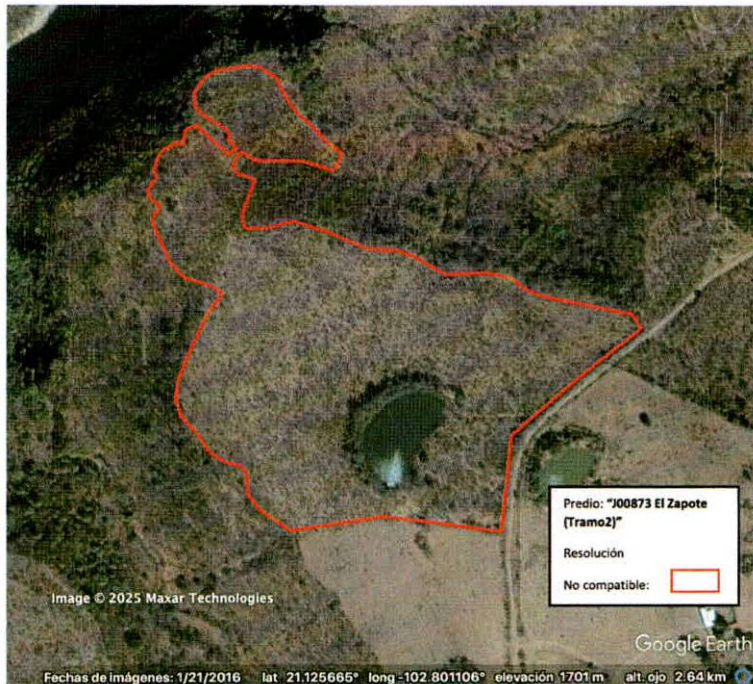 Predio: "J00873 El Zapote
(Tramo2)"
Resolución
No compatible:
Image © 2025 Maxar Technologies
Google Earth
Fechas de imágenes: 1/21/2016 lat 21.125665° long -102.801106° elevación 1701 m alt. ojo 2.64 km